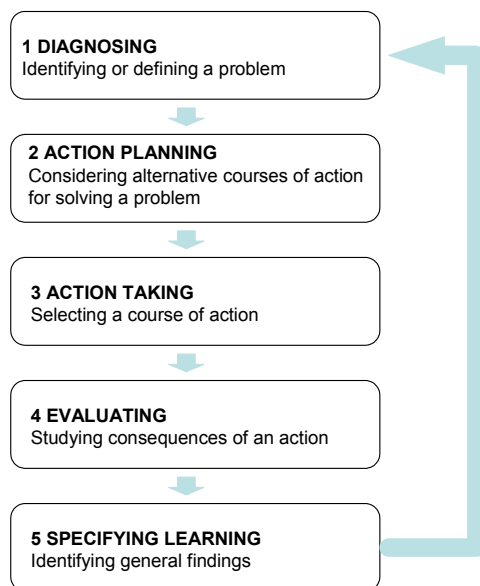 1 DIAGNOSING
Identifying or defining a problem
2 ACTION PLANNING
Considering alternative courses of action
for solving a problem
3 ACTION TAKING
Selecting a course of action
4 EVALUATING
Studying consequences of an action
5 SPECIFYING LEARNING
Identifying general findings